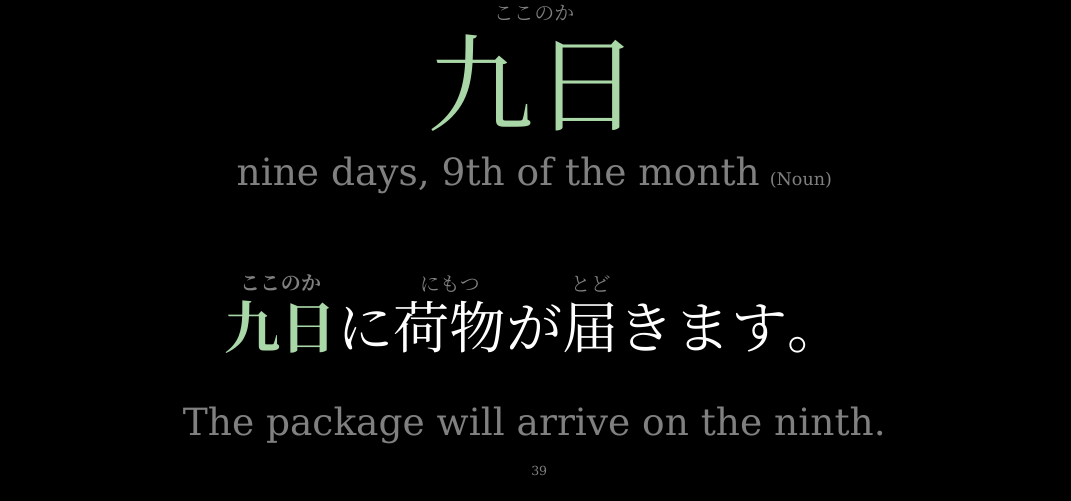 ここのか
九日
nine days, 9th of the month (Noun)
ここのか にもつ とど
九日に荷物が届きます。
The package will arrive on the ninth.
39